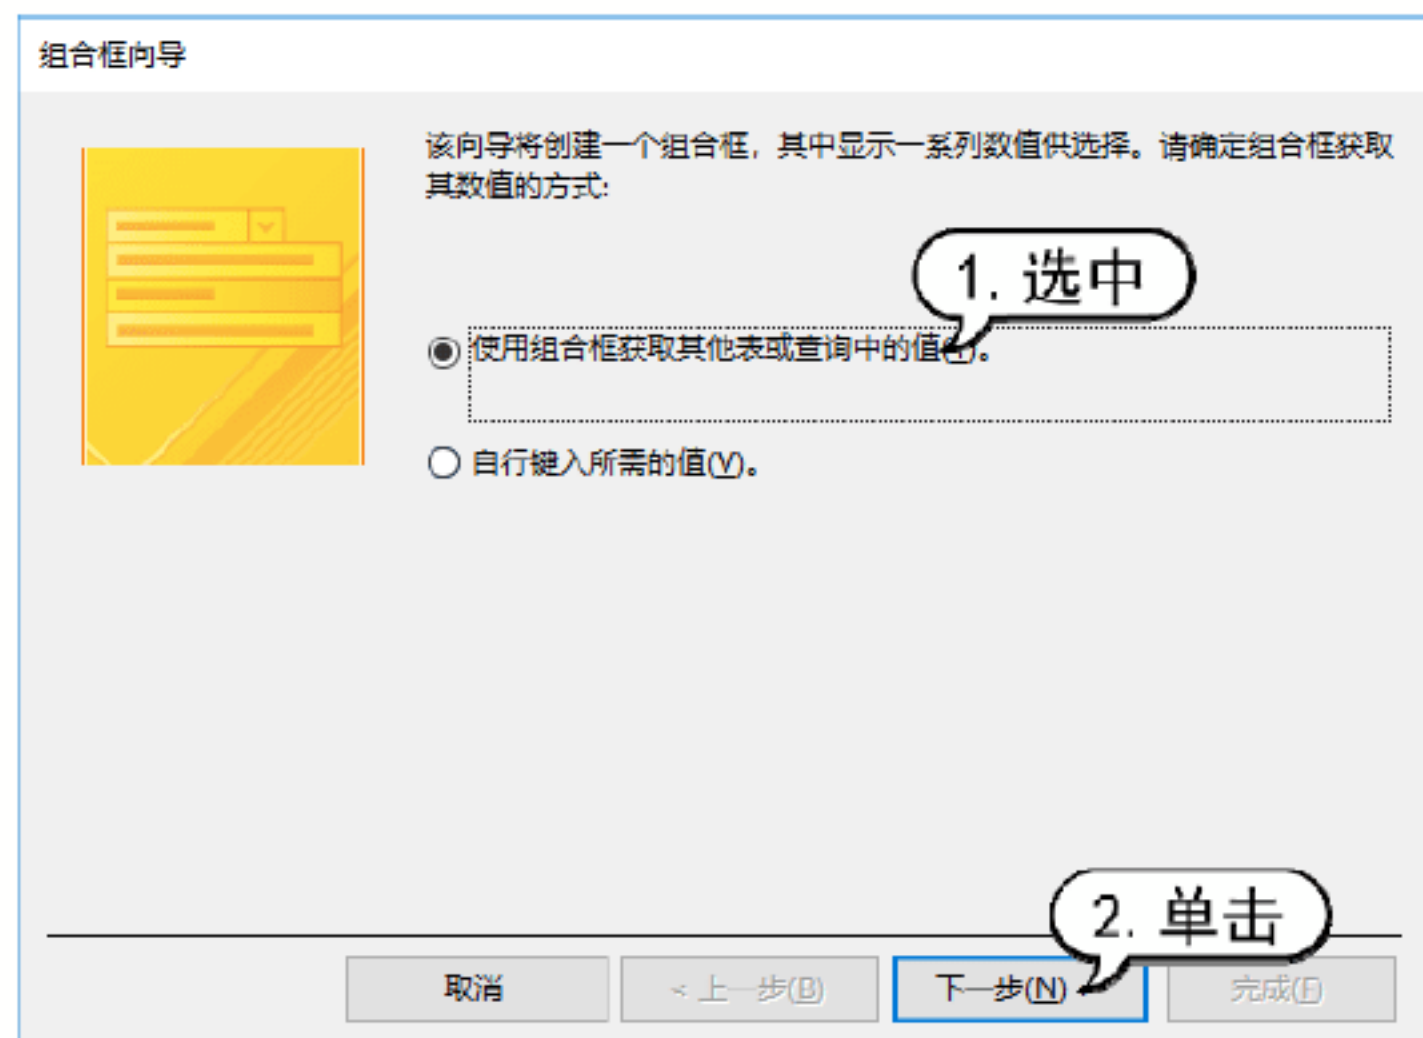 组合框向导
该向导将创建一个组合框，其中显示一系列数值供选择。请确定组合框获取
其数值的方式:
1. 选中
使用组合框获取其他表或查询中的值
自行键入所需的值(V)。
2. 单击
取消
< 上一步(B)
下一步(N)
完成(F)